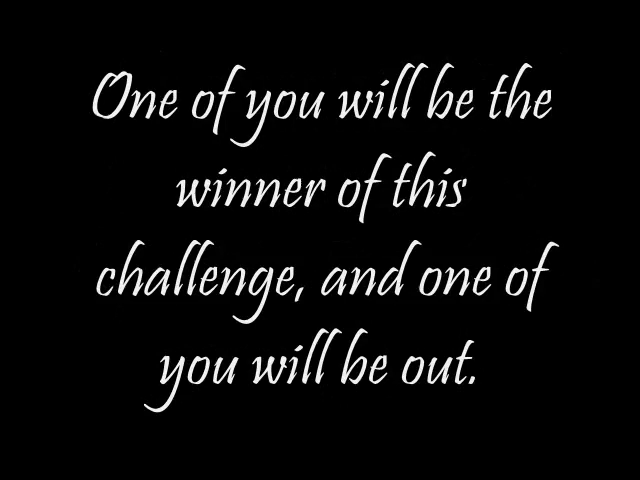 One of you will be the
winner of this
challenge, and one of
you will be out.